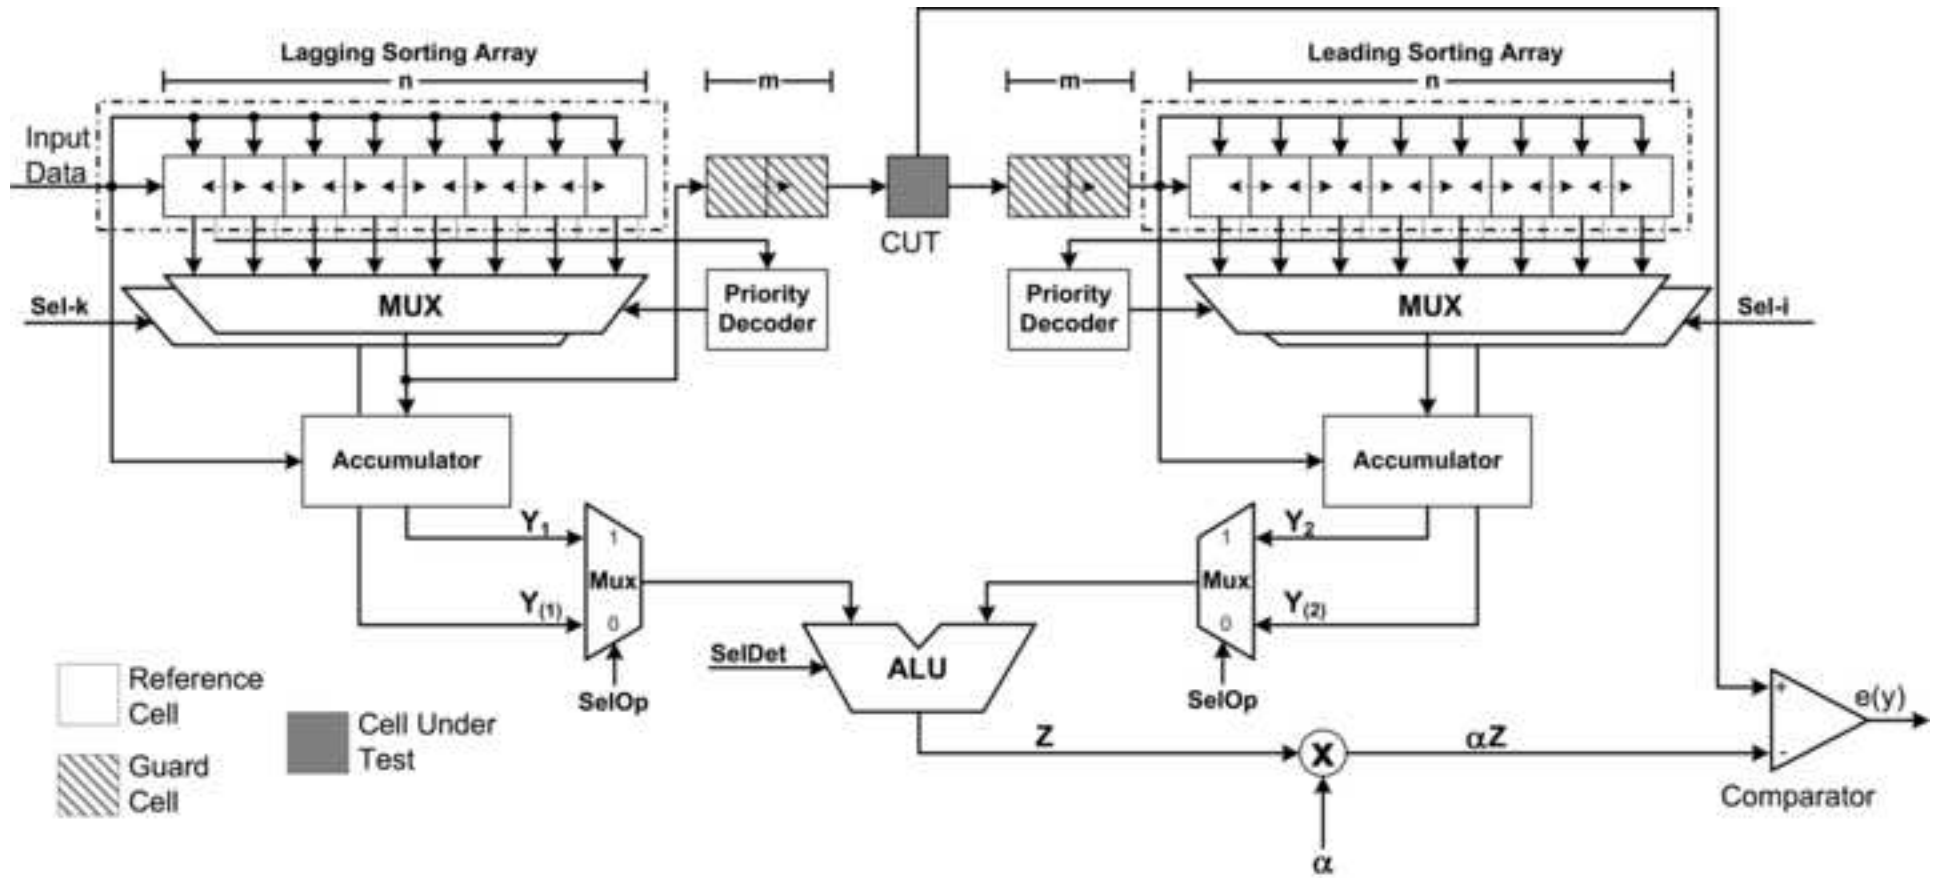 Lagging Sorting Array
n
m
m
Leading Sorting Array
n
Input
Data
CUT
Sel-k
MUX
Priority
Decoder
Priority
Decoder
MUX
Sel-i
Accumulator
Accumulator
Y1
1
Mux
Y(1)
0
SelOp
Y2
1
Mux
Y(2)
0
SelOp
SelDet
ALU
Z
X
αZ
α
+
-
e(y)
Comparator
Reference
Cell
Guard
Cell
Cell Under
Test